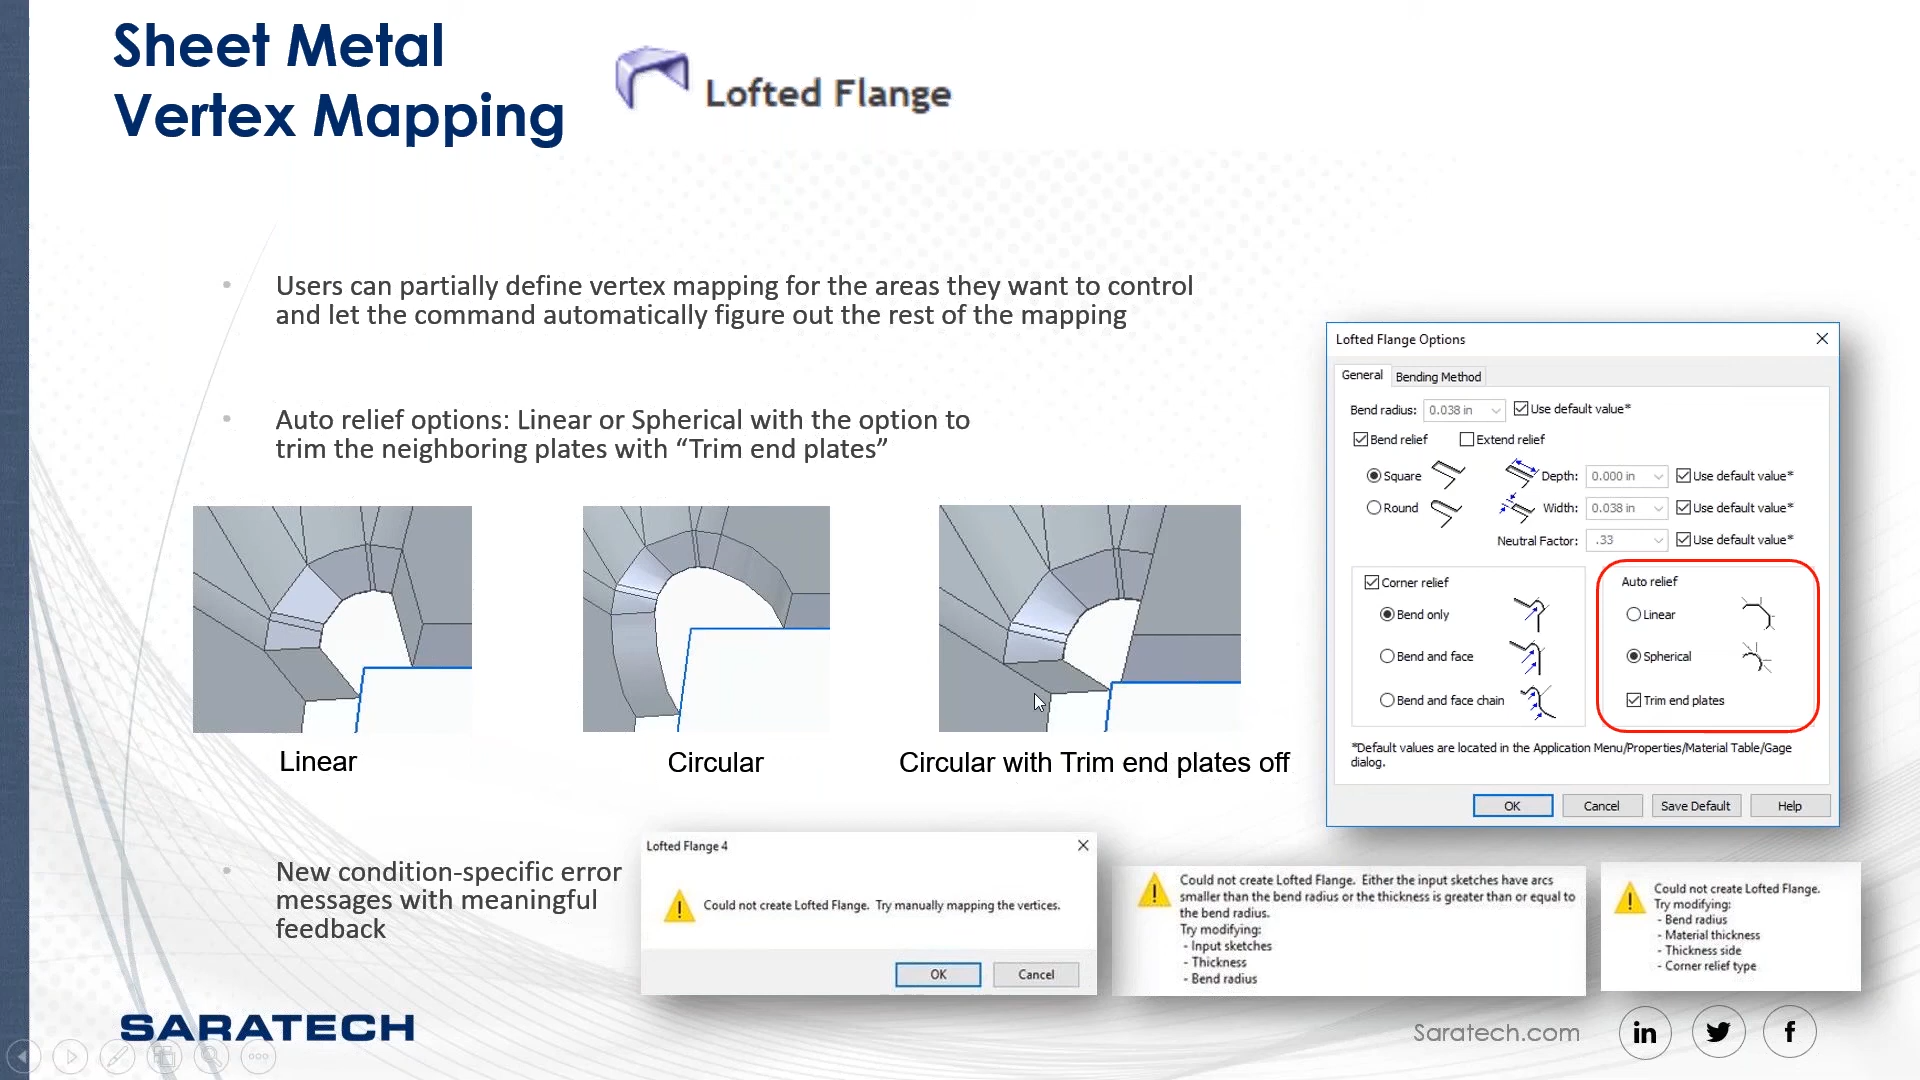 Sheet Metal
Vertex Mapping
Lofted Flange
• Users can partially define vertex mapping for the areas they want to control
and let the command automatically figure out the rest of the mapping
• Auto relief options: Linear or Spherical with the option to
trim the neighboring plates with “Trim end plates”
Linear
Circular
Circular with Trim end plates off
Lofted Flange Options
General
Bending Method
Bend radius: 0.038 in Use default value*
Bend relief Extend relief
Square Depth: 0.000 in Use default value*
Round Width: 0.038 in Use default value*
Neutral Factor: .33 Use default value*
Corner relief
Bend only
Bend and face
Bend and face chain
Auto relief
Linear
Spherical
Trim end plates
*Default values are located in the Application Menu/Properties/Material Table/Gage
dialog.
OK Cancel Save Default Help
• New condition-specific error
messages with meaningful
feedback
Lofted Flange 4
Could not create Lofted Flange. Try manually mapping the vertices.
OK Cancel
Could not create Lofted Flange. Either the input sketches have arcs
smaller than the bend radius or the thickness is greater than or equal to
the bend radius.
Try modifying:
- Input sketches
- Thickness
- Bend radius
Could not create Lofted Flange.
Try modifying:
- Bend radius
- Material thickness
- Thickness side
- Corner relief type
SARATECH
Saratech.com